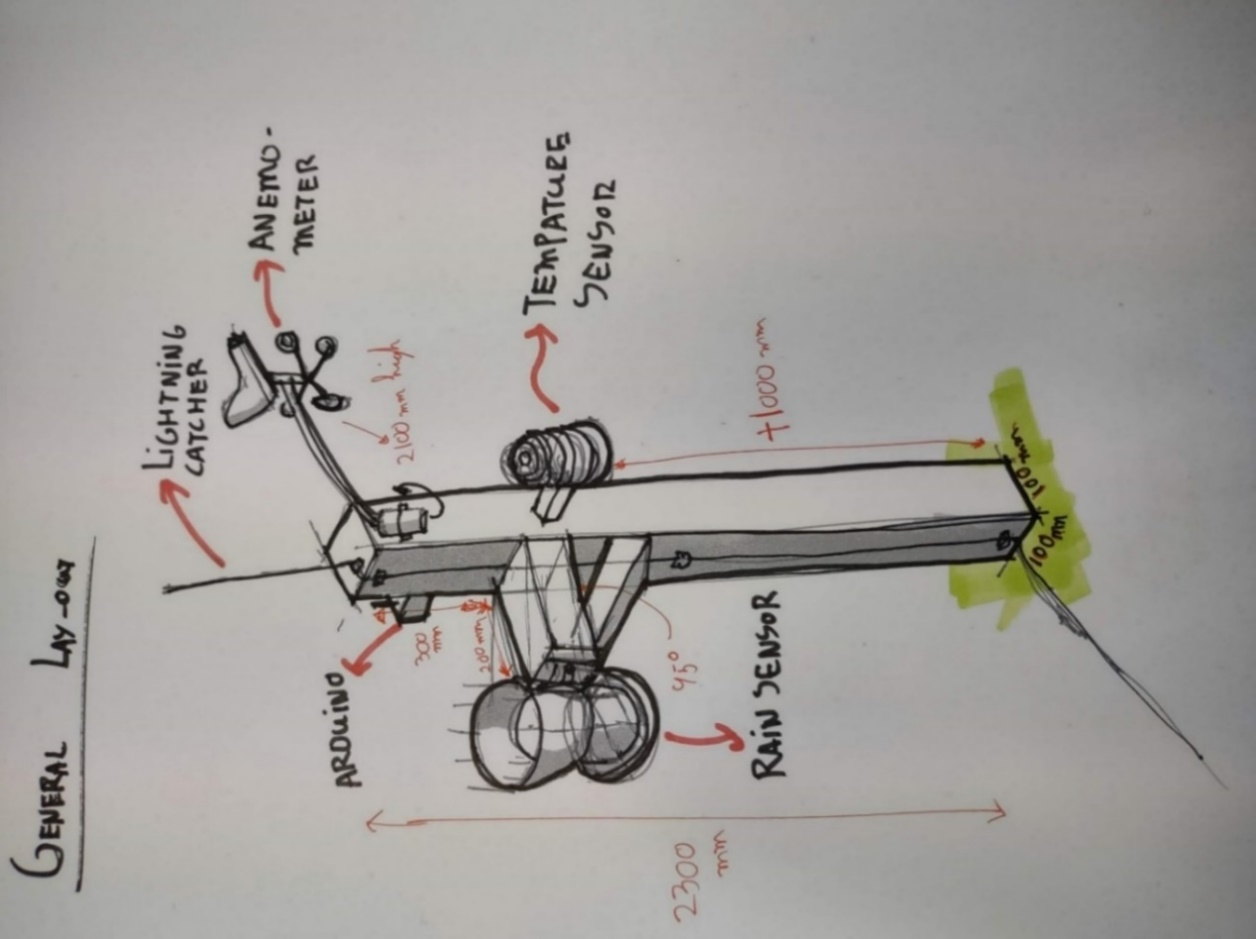 GENERAL LAY-OUT
LIGHTNING
CATCHER
ANEMO-
METER
2100 mm high
ARDUINO
300
mm
200 mm
TEMPATURE
SENSOR
45°
RAIN SENSOR
+1000 mm
2300
mm
100 mm
100 mm